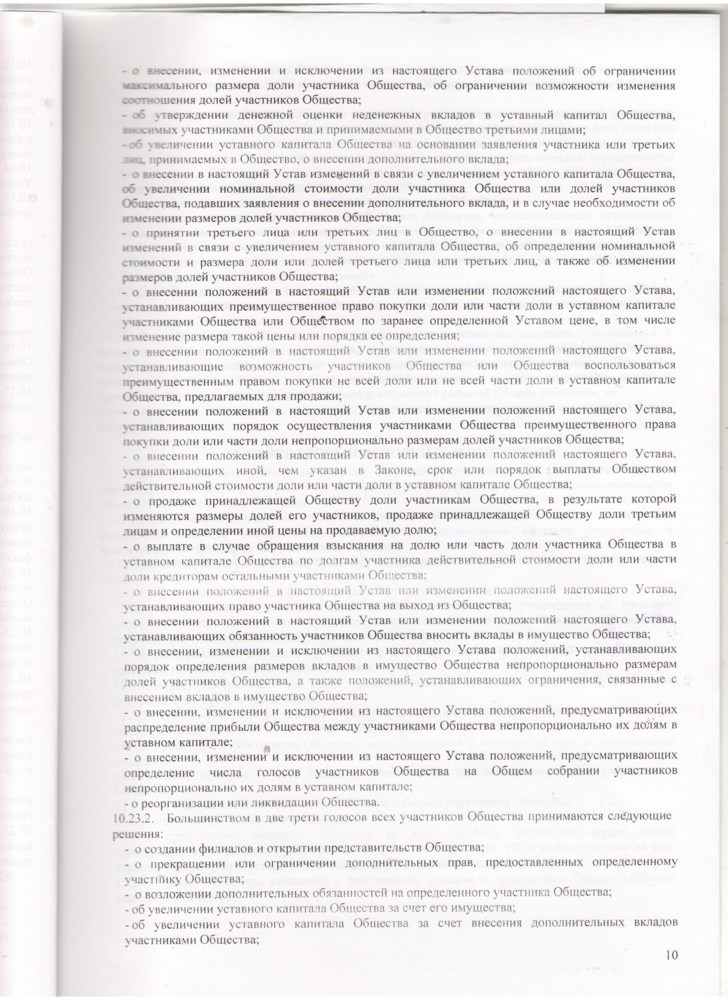 - о внесении, изменении и исключении из настоящего Устава положений об ограничении
максимального размера доли участника Общества, об ограничении возможности изменения
соотношения долей участников Общества;
- об утверждении денежной оценки неденежных вкладов в уставный капитал Общества,
вносимых участниками Общества и принимаемыми в Общество третьими лицами;
- об увеличении уставного капитала Общества на основании заявления участника или третьих
лиц, принимаемых в Общество, о внесении дополнительного вклада;
- о внесении в настоящий Устав изменений в связи с увеличением уставного капитала Общества,
об увеличении номинальной стоимости доли участника Общества или долей участников
Общества, подавших заявления о внесении дополнительного вклада, и в случае необходимости об
изменении размеров долей участников Общества;
- о принятии третьего лица или третьих лиц в Общество, о внесении в настоящий Устав
изменений в связи с увеличением уставного капитала Общества, об определении номинальной
стоимости и размера доли или долей третьего лица или третьих лиц, а также об изменении
размеров долей участников Общества;
- о внесении положений в настоящий Устав или изменении положений настоящего Устава,
устанавливающих преимущественное право покупки доли или части доли в уставном капитале
участниками Общества или Обществом по заранее определенной Уставом цене, в том числе
изменение размера такой цены или порядка ее определения;
- о внесении положений в настоящий Устав или изменении положений настоящего Устава,
устанавливающие возможность участников Общества или Общества воспользоваться
преимущественным правом покупки не всей доли или не всей части доли в уставном капитале
Общества, предлагаемых для продажи;
- о внесении положений в настоящий Устав или изменении положений настоящего Устава,
устанавливающих порядок осуществления участниками Общества преимущественного права
покупки доли или части доли непропорционально размерам долей участников Общества;
- о внесении положений в настоящий Устав или изменении положений настоящего Устава,
устанавливающих иной, чем указан в Законе, срок или порядок выплаты Обществом
действительной стоимости доли или части доли в уставном капитале Общества;
- о продаже принадлежащей Обществу доли участникам Общества, в результате которой
изменяются размеры долей его участников, продаже принадлежащей Обществу доли третьим
лицам и определении иной цены на продаваемую долю;
- о выплате в случае обращения взыскания на долю или часть доли участника Общества в
уставном капитале Общества по долгам участника действительной стоимости доли или части
доли кредиторам остальными участниками Общества;
- о внесении положений в настоящий Устав или изменении положений настоящего Устава,
устанавливающих право участника Общества на выход из Общества;
- о внесении положений в настоящий Устав или изменении положений настоящего Устава,
устанавливающих обязанность участников Общества вносить вклады в имущество Общества;
- о внесении, изменении и исключении из настоящего Устава положений, устанавливающих
порядок определения размеров вкладов в имущество Общества непропорционально размерам
долей участников Общества, а также положений, устанавливающих ограничения, связанные с
внесением вкладов в имущество Общества;
- о внесении, изменении и исключении из настоящего Устава положений, предусматривающих
распределение прибыли Общества между участниками Общества непропорционально их долям в
уставном капитале;
- о внесении, изменении и исключении из настоящего Устава положений, предусматривающих
определение числа голосов участников Общества на Общем собрании участников
непропорционально их долям в уставном капитале;
- о реорганизации или ликвидации Общества.
10.23.2. Большинством в две трети голосов всех участников Общества принимаются следующие
решения:
- о создании филиалов и открытии представительств Общества;
- о прекращении или ограничении дополнительных прав, предоставленных определенному
участнику Общества;
- о возложении дополнительных обязанностей на определенного участника Общества;
- об увеличении уставного капитала Общества за счет его имущества;
- об увеличении уставного капитала Общества за счет внесения дополнительных вкладов
участниками Общества;
10